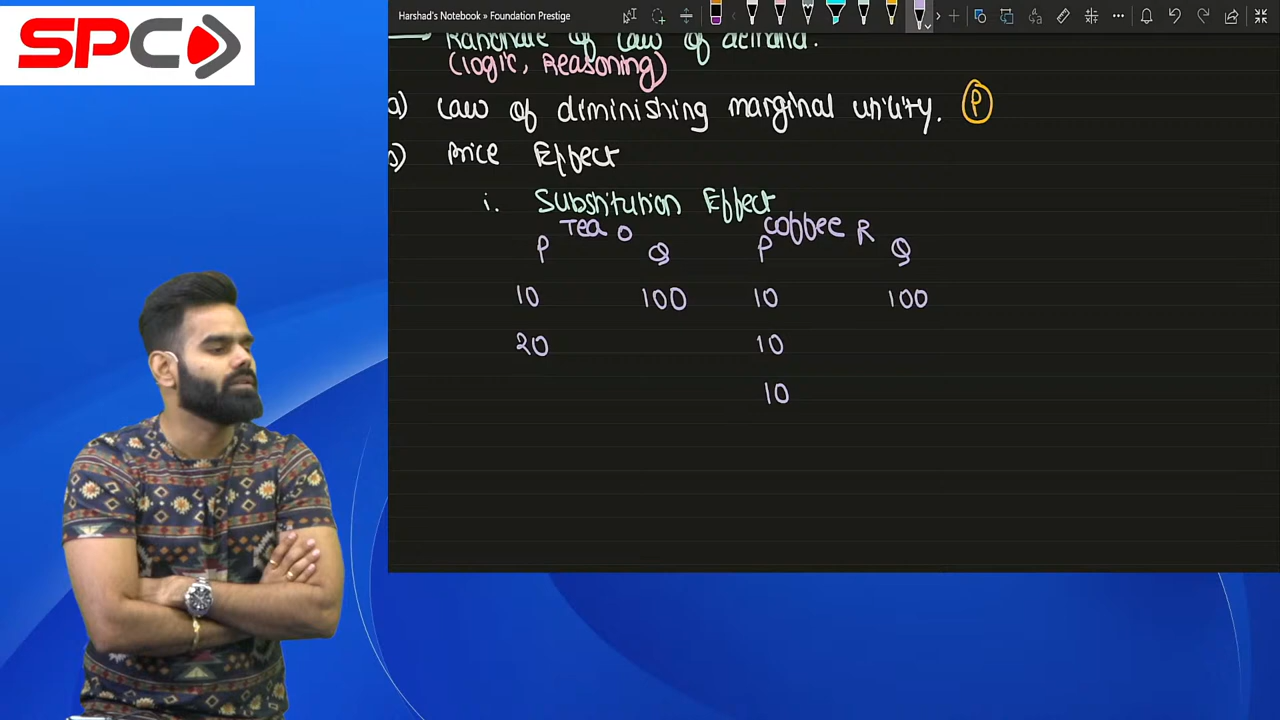 SPC
Harshad's Notebook » Foundation Prestige
Rationale of Law of demand.
(Logic, Reasoning)
a) Law of diminishing marginal utility. P
b) Price Effect
i. Substitution Effect
Tea O Coffee R
P Q P Q
10 100 10 100
20 10
10